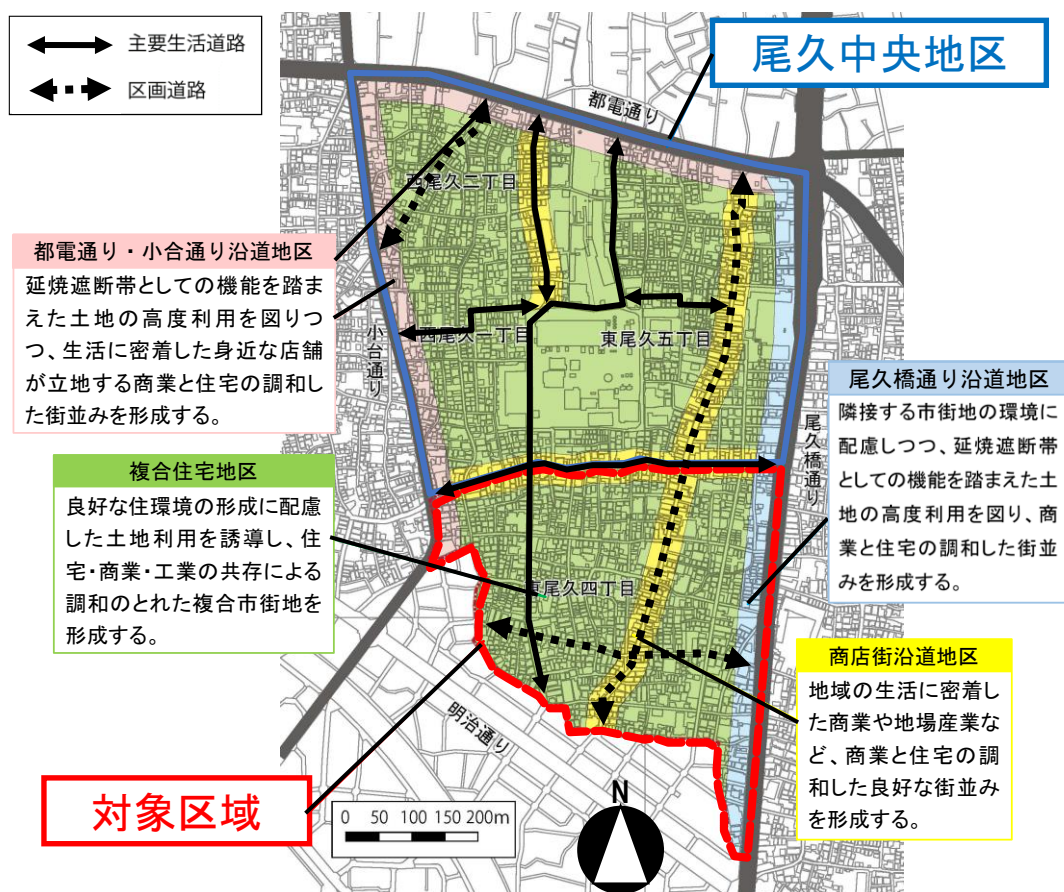 主要生活道路
区画道路
尾久中央地区
都電通り
西尾久二丁目
都電通り・小台通り沿道地区
延焼遮断帯としての機能を踏ま
えた土地の高度利用を図りつ
つ、生活に密着した身近な店舗
が立地する商業と住宅の調和し
た街並みを形成する。
小台通り
西尾久一丁目
東尾久五丁目
尾久橋通り沿道地区
隣接する市街地の環境に
配慮しつつ、延焼遮断帯
としての機能を踏まえた土
地の高度利用を図り、商
業と住宅の調和した街並
みを形成する。
尾久橋通り
複合住宅地区
良好な住環境の形成に配慮
した土地利用を誘導し、住
宅・商業・工業の共存による
調和のとれた複合市街地を
形成する。
東尾久四丁目
商店街沿道地区
地域の生活に密着し
た商業や地場産業な
ど、商業と住宅の調
和した良好な街並み
を形成する。
明治通り
対象区域
0 50 100 150 200m
N